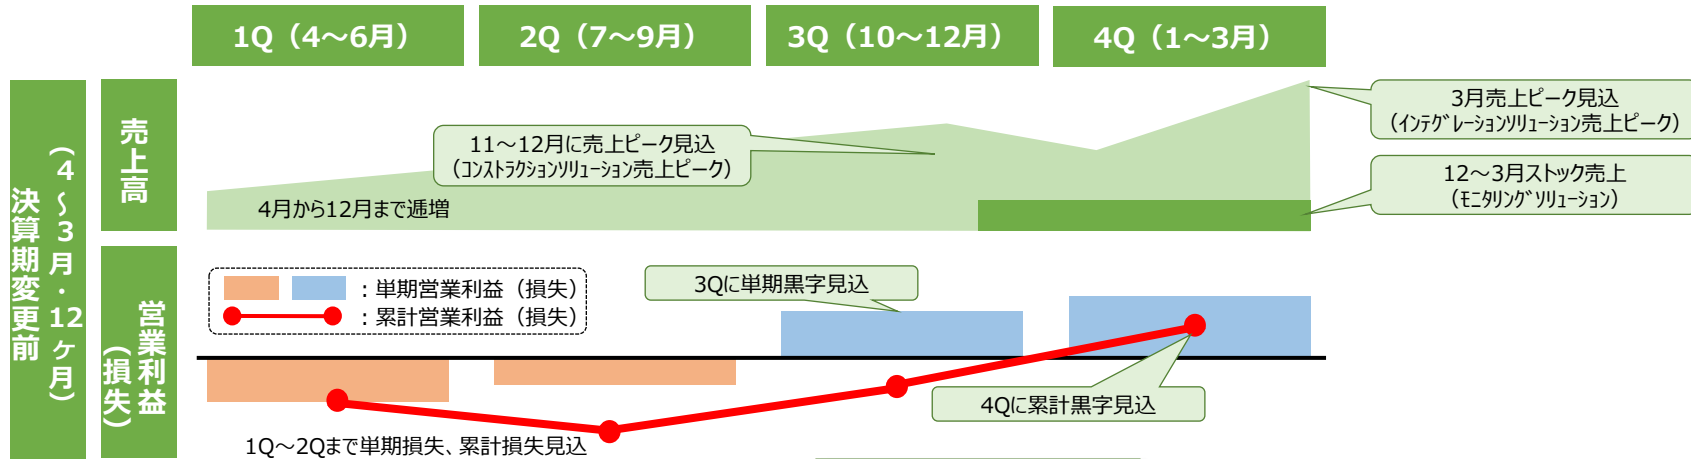 1Q（4～6月）
2Q（7～9月）
3Q（10～12月）
4Q（1～3月）
決算期変更前
(4～3月・12ヶ月)
売上高
11～12月に売上ピーク見込
（ｺﾝｽﾄﾗｸｼｮﾝｿﾘｭｰｼｮﾝ売上ピーク）
3月売上ピーク見込
（ｲﾝﾃｸﾞﾚｰｼｮﾝｿﾘｭｰｼｮﾝ売上ピーク）
12～3月ストック売上
（ﾓﾆﾀﾘﾝｸﾞｿﾘｭｰｼｮﾝ）
4月から12月まで逓増
営業利益
(損失)
：単期営業利益（損失）
：累計営業利益（損失）
3Qに単期黒字見込
4Qに累計黒字見込
1Q～2Qまで単期損失、累計損失見込